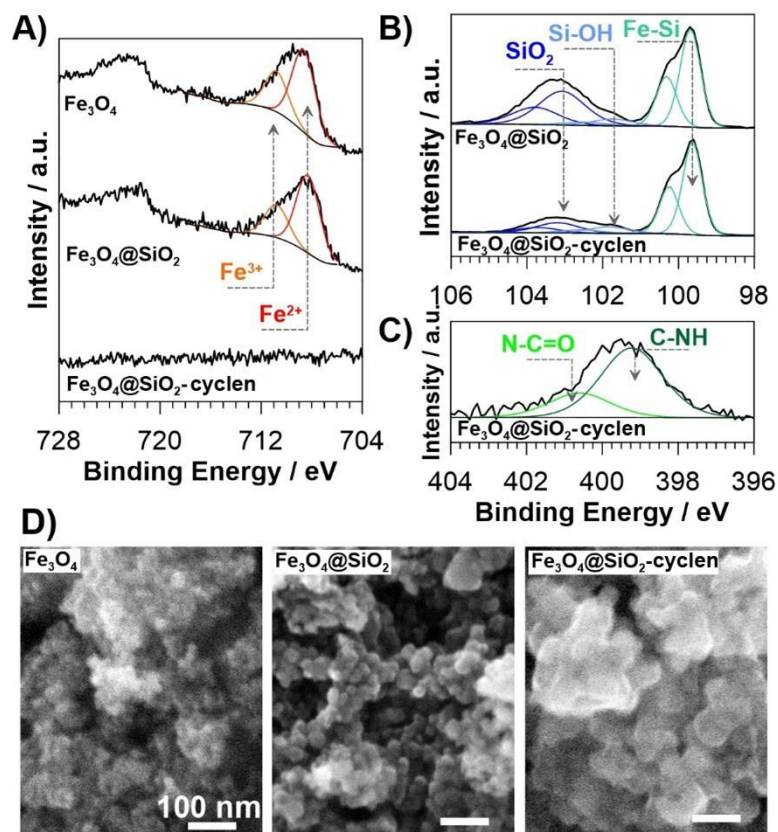 A)
Fe₃O₄
Fe₃O₄@SiO₂
Fe³⁺
Fe²⁺
Fe₃O₄@SiO₂-cyclen
Intensity / a.u.
728 720 712 704
Binding Energy / eV
B)
Si-OH
Fe-Si
SiO₂
Fe₃O₄@SiO₂
Fe₃O₄@SiO₂-cyclen
Intensity / a.u.
106 104 102 100 98
C)
N-C=O
C-NH
Fe₃O₄@SiO₂-cyclen
Intensity / a.u.
404 402 400 398 396
Binding Energy / eV
D)
Fe₃O₄
Fe₃O₄@SiO₂
Fe₃O₄@SiO₂-cyclen
100 nm